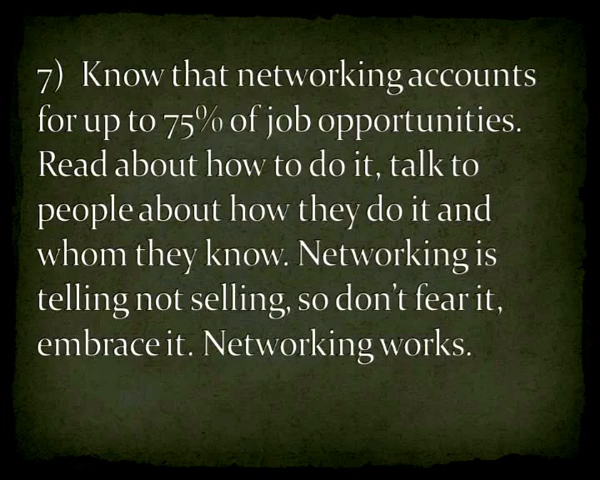 7)  Know that networking accounts
for up to 75% of job opportunities.
Read about how to do it, talk to
people about how they do it and
whom they know. Networking is
telling not selling, so don't fear it,
embrace it. Networking works.